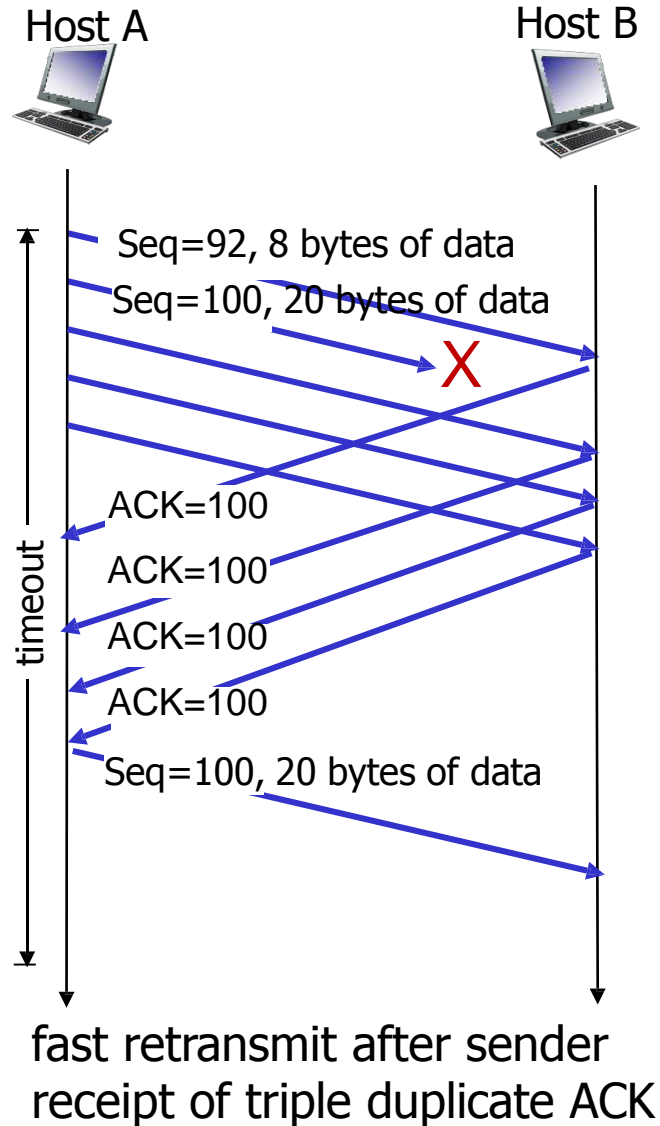 Host A
Host B
Seq=92, 8 bytes of data
Seq=100, 20 bytes of data
X
ACK=100
timeout
ACK=100
ACK=100
ACK=100
Seq=100, 20 bytes of data
fast retransmit after sender
receipt of triple duplicate ACK